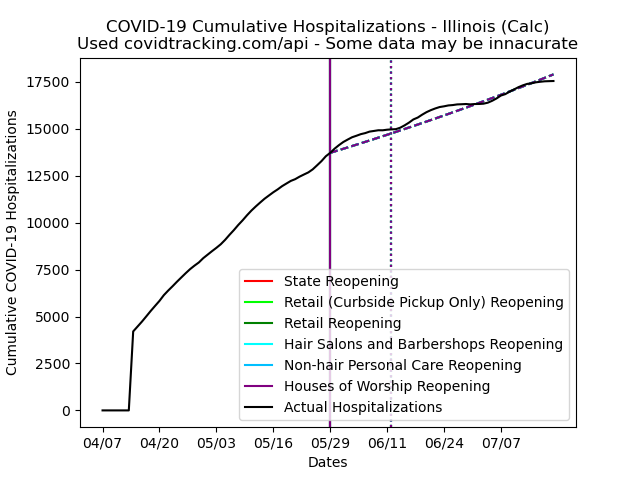 COVID-19 Cumulative Hospitalizations - Illinois (Calc)
Used covidtracking.com/api - Some data may be innacurate
Cumulative COVID-19 Hospitalizations
17500
15000
12500
10000
7500
5000
2500
0
State Reopening
Retail (Curbside Pickup Only) Reopening
Retail Reopening
Hair Salons and Barbershops Reopening
Non-hair Personal Care Reopening
Houses of Worship Reopening
Actual Hospitalizations
04/07 04/20 05/03 05/16 05/29 06/11 06/24 07/07
Dates